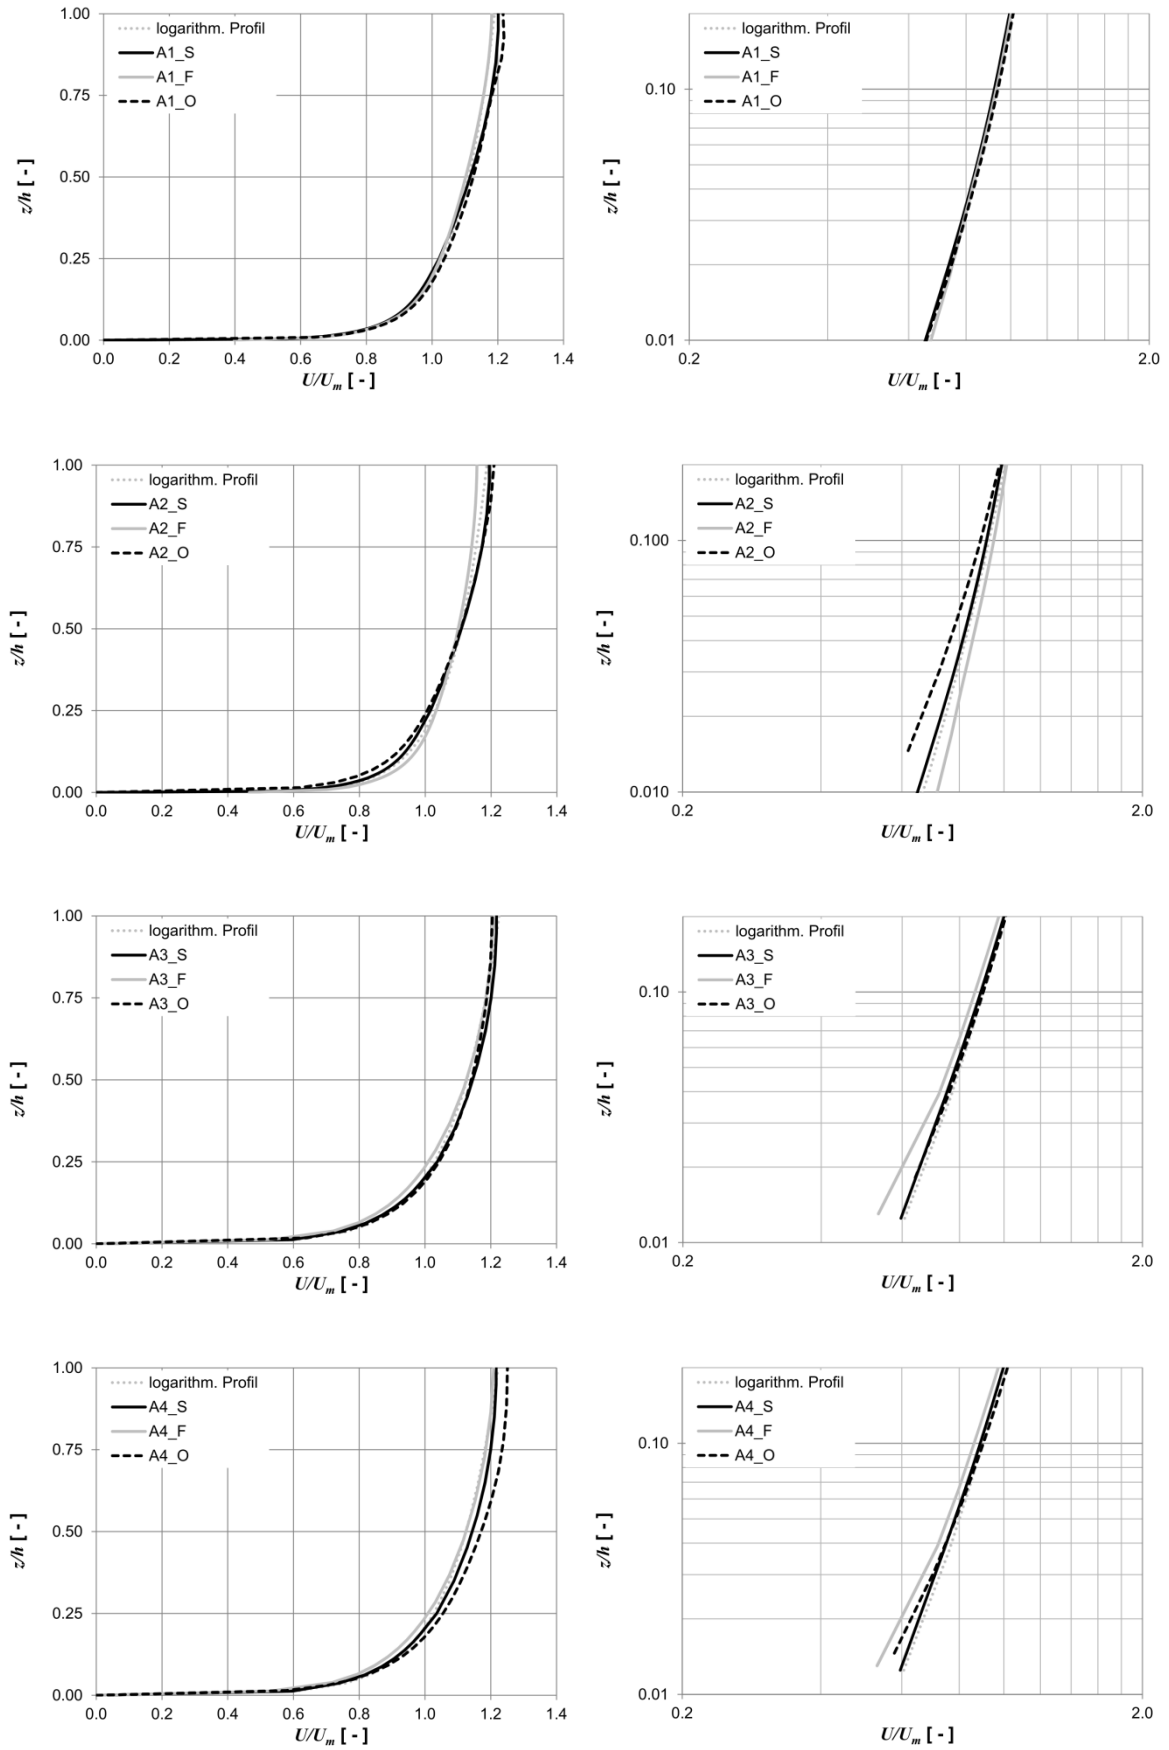 1.00
0.75
0.50
0.25
0.00
z/h [ - ]
logarithm. Profil
A1_S
A1_F
A1_O
0.0 0.2 0.4 0.6 0.8 1.0 1.2 1.4
U/Um [ - ]
0.10
0.01
z/h [ - ]
logarithm. Profil
A1_S
A1_F
A1_O
0.2 2.0
U/Um [ - ]
1.00
0.75
0.50
0.25
0.00
z/h [ - ]
logarithm. Profil
A2_S
A2_F
A2_O
0.0 0.2 0.4 0.6 0.8 1.0 1.2 1.4
U/Um [ - ]
0.100
0.010
z/h [ - ]
logarithm. Profil
A2_S
A2_F
A2_O
0.2 2.0
U/Um [ - ]
1.00
0.75
0.50
0.25
0.00
z/h [ - ]
logarithm. Profil
A3_S
A3_F
A3_O
0.0 0.2 0.4 0.6 0.8 1.0 1.2 1.4
U/Um [ - ]
0.10
0.01
z/h [ - ]
logarithm. Profil
A3_S
A3_F
A3_O
0.2 2.0
U/Um [ - ]
1.00
0.75
0.50
0.25
0.00
z/h [ - ]
logarithm. Profil
A4_S
A4_F
A4_O
0.0 0.2 0.4 0.6 0.8 1.0 1.2 1.4
U/Um [ - ]
0.10
0.01
z/h [ - ]
logarithm. Profil
A4_S
A4_F
A4_O
0.2 2.0
U/Um [ - ]